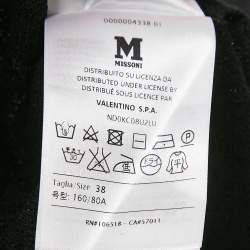 0000004338-01
M
MISSONI
DISTRIBUITO SU LICENZA DA
DISTRIBUTED UNDER LICENSE BY
DISTRIBUÉ SOUS LICENCE PAR
VALENTINO S.P.A.
ND0KC08U2LU
Taglia/Size: 38
号型: 160/80A
RN#106518 - CA#57011